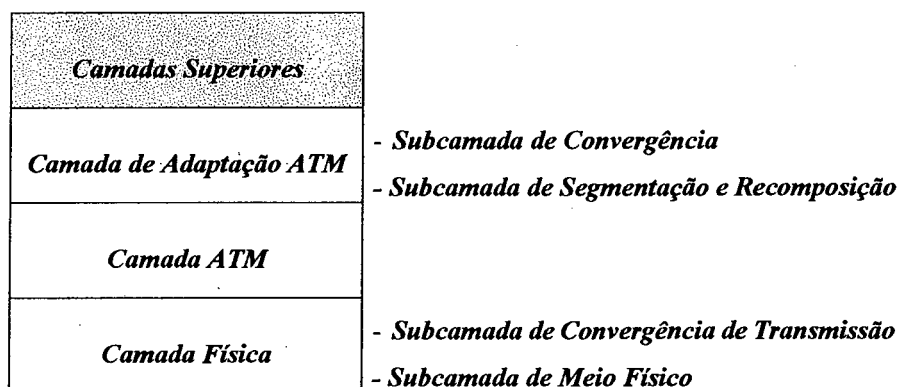 Camadas Superiores
Camada de Adaptação ATM
- Subcamada de Convergência
- Subcamada de Segmentação e Recomposição
Camada ATM
Camada Física
- Subcamada de Convergência de Transmissão
- Subcamada de Meio Físico